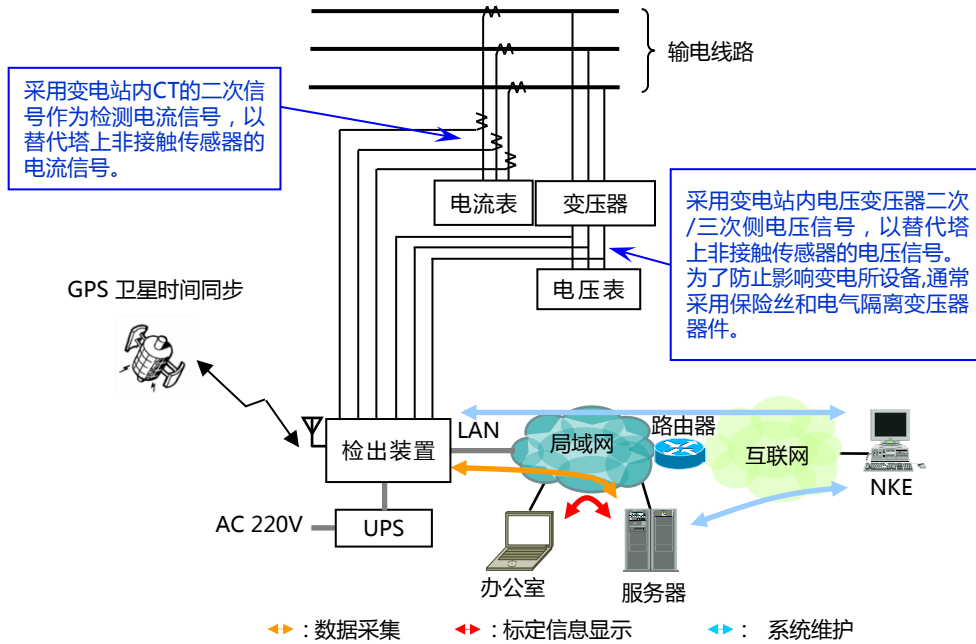 输电线路
采用变电站内CT的二次信
号作为检测电流信号，以
替代塔上非接触传感器的
电流信号。
电流表
变压器
采用变电站内电压变压器二次
/三次侧电压信号，以替代塔
上非接触传感器的电压信号。
为了防止影响变电所设备,通常
采用保险丝和电气隔离变压器
器件。
电压表
GPS 卫星时间同步
检出装置
LAN
局域网
路由器
互联网
NKE
AC 220V
UPS
办公室
服务器
：数据采集
：标定信息显示
： 系统维护